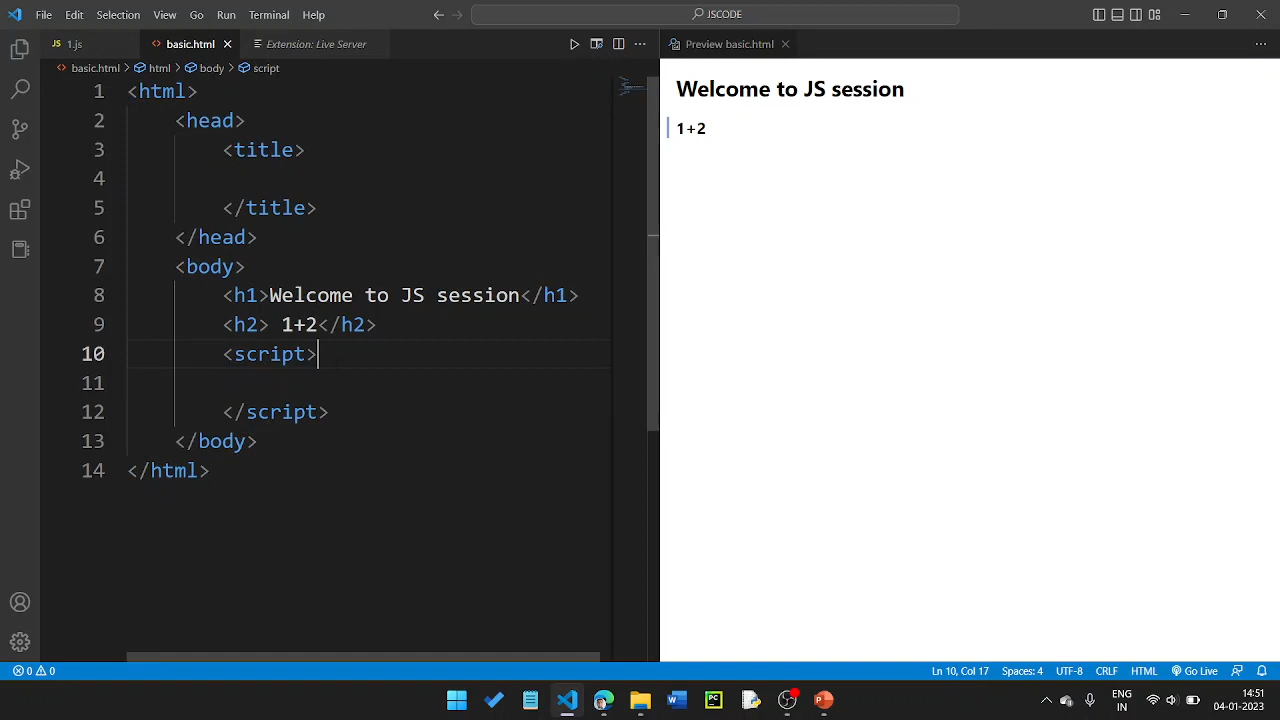 File Edit Selection View Go Run Terminal Help
JSCODE
JS 1.js
basic.html
Extension: Live Server
Preview basic.html
basic.html > html > body > script
1 <html>
2 <head>
3 <title>
4
5 </title>
6 </head>
7 <body>
8 <h1>Welcome to JS session</h1>
9 <h2> 1+2</h2>
10 <script>
11
12 </script>
13 </body>
14 </html>
Welcome to JS session
1+2
0 0
Ln 10, Col 17 Spaces: 4 UTF-8 CRLF HTML Go Live
W PC P
ENG
IN
14:51
04-01-2023